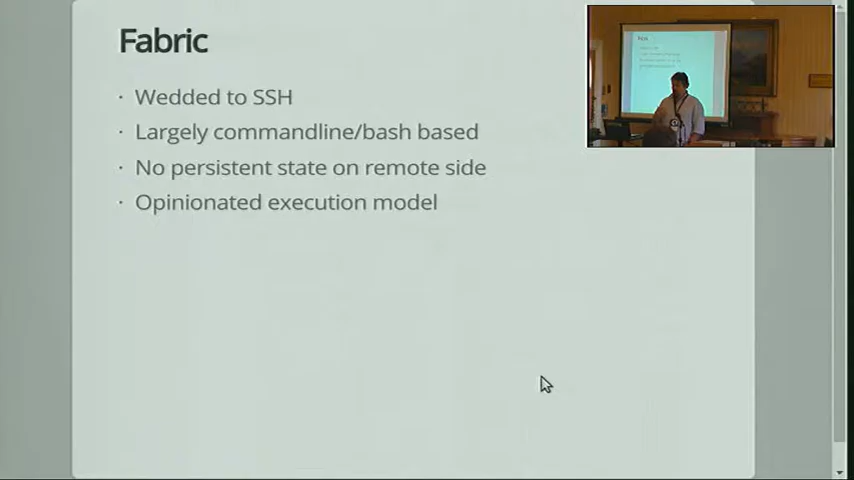 Fabric
· Wedded to SSH
· Largely commandline/bash based
· No persistent state on remote side
· Opinionated execution model